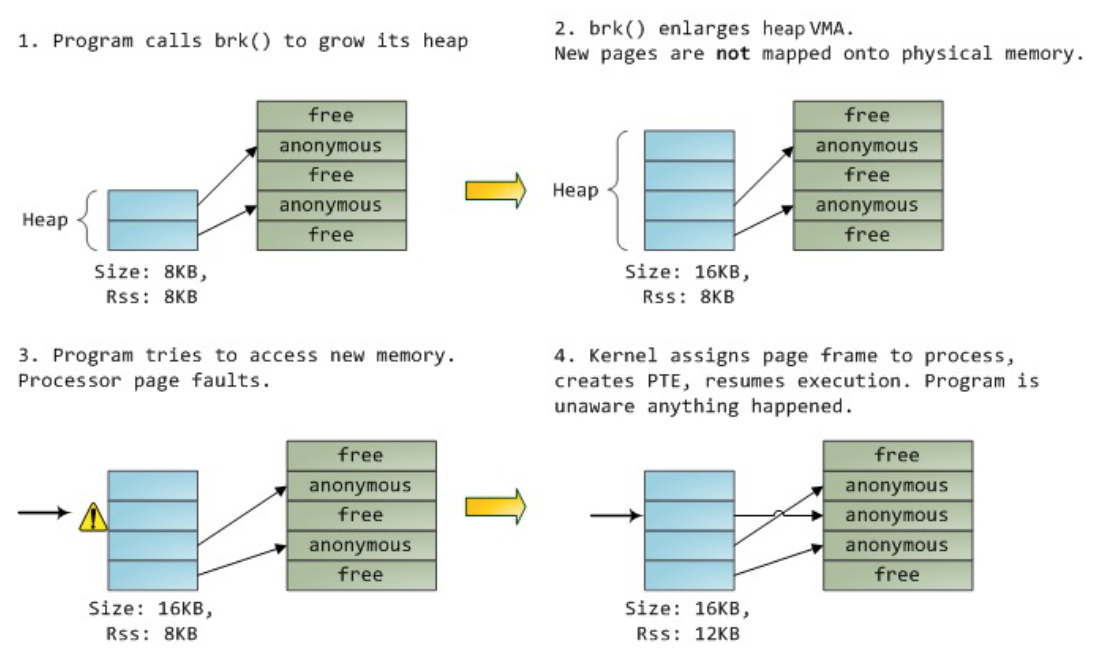 1. Program calls brk() to grow its heap
free
anonymous
free
anonymous
free
Heap
Size: 8KB,
Rss: 8KB
2. brk() enlarges heap VMA.
New pages are not mapped onto physical memory.
free
anonymous
free
anonymous
free
Heap
Size: 16KB,
Rss: 8KB
3. Program tries to access new memory.
Processor page faults.
free
anonymous
free
anonymous
free
Size: 16KB,
Rss: 8KB
4. Kernel assigns page frame to process,
creates PTE, resumes execution. Program is
unaware anything happened.
free
anonymous
anonymous
anonymous
free
Size: 16KB,
Rss: 12KB